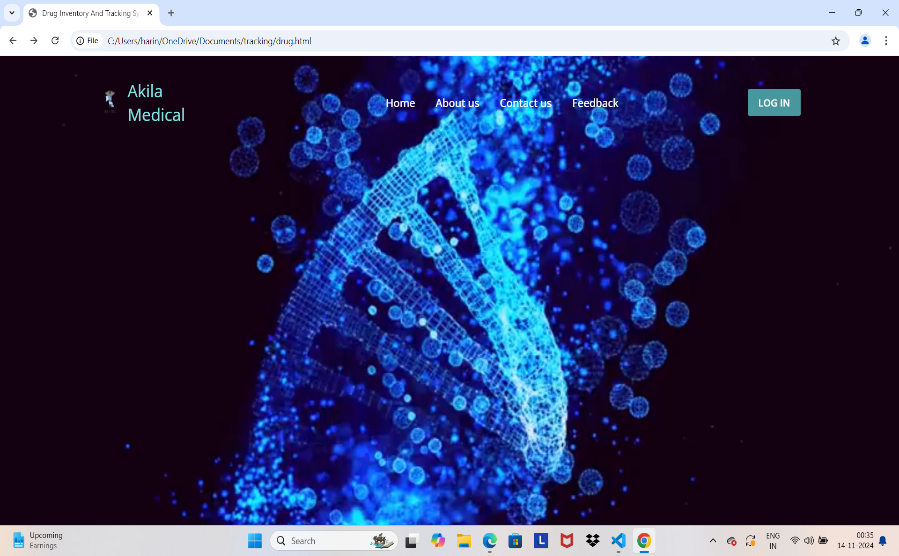 Drug Inventory And Tracking Sy
File
C:/Users/harin/OneDrive/Documents/tracking/drug.html
Akila
Medical
Home
About us
Contact us
Feedback
LOG IN
Upcoming
Earnings
Search
ENG
IN
00:35
14-11-2024